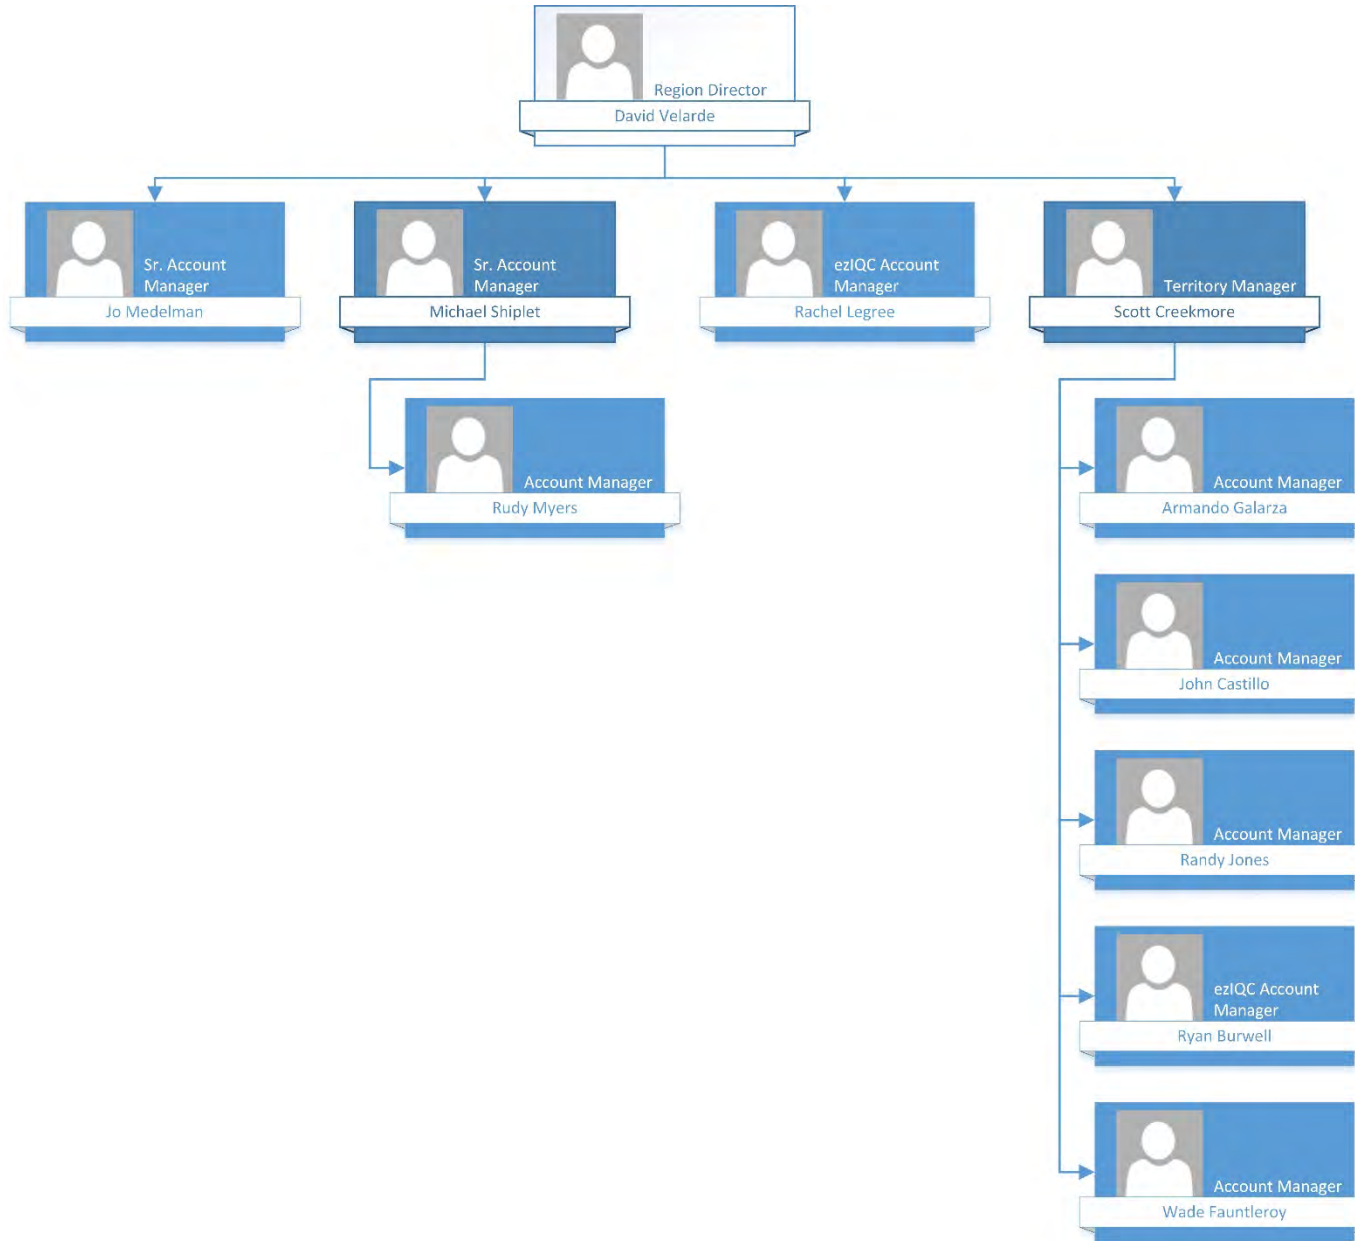 Region Director
David Velarde
Sr. Account
Manager
Jo Medelman
Sr. Account
Manager
Michael Shiplet
ezIQC Account
Manager
Rachel Legree
Territory Manager
Scott Creekmore
Account Manager
Rudy Myers
Account Manager
Armando Galarza
Account Manager
John Castillo
Account Manager
Randy Jones
ezIQC Account
Manager
Ryan Burwell
Account Manager
Wade Fauntleroy